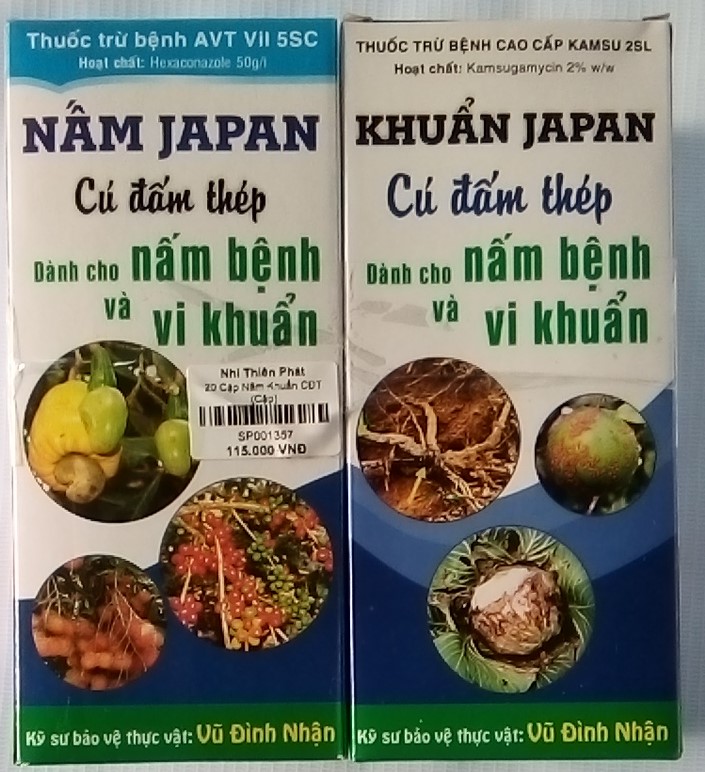 Thuốc trừ bệnh AVT Vil 5SC
Hoạt chất: Hexaconazole 50g/l
NẤM JAPAN
Cú đấm thép
Dành cho nấm bệnh
và vi khuẩn
Nhi Thiên Phát
20 Cặp Nấm Khuẩn CĐT
(Cặp)
SP001357
115.000 VNĐ
Kỹ sư bảo vệ thực vật: Vũ Đình Nhận
THUỐC TRỪ BỆNH CAO CẤP KAMSU 2SL
Hoạt chất: Kamsugamycin 2% w/w
KHUẨN JAPAN
Cú đấm thép
Dành cho nấm bệnh
và vi khuẩn
Kỹ sư bảo vệ thực vật: Vũ Đình Nhận